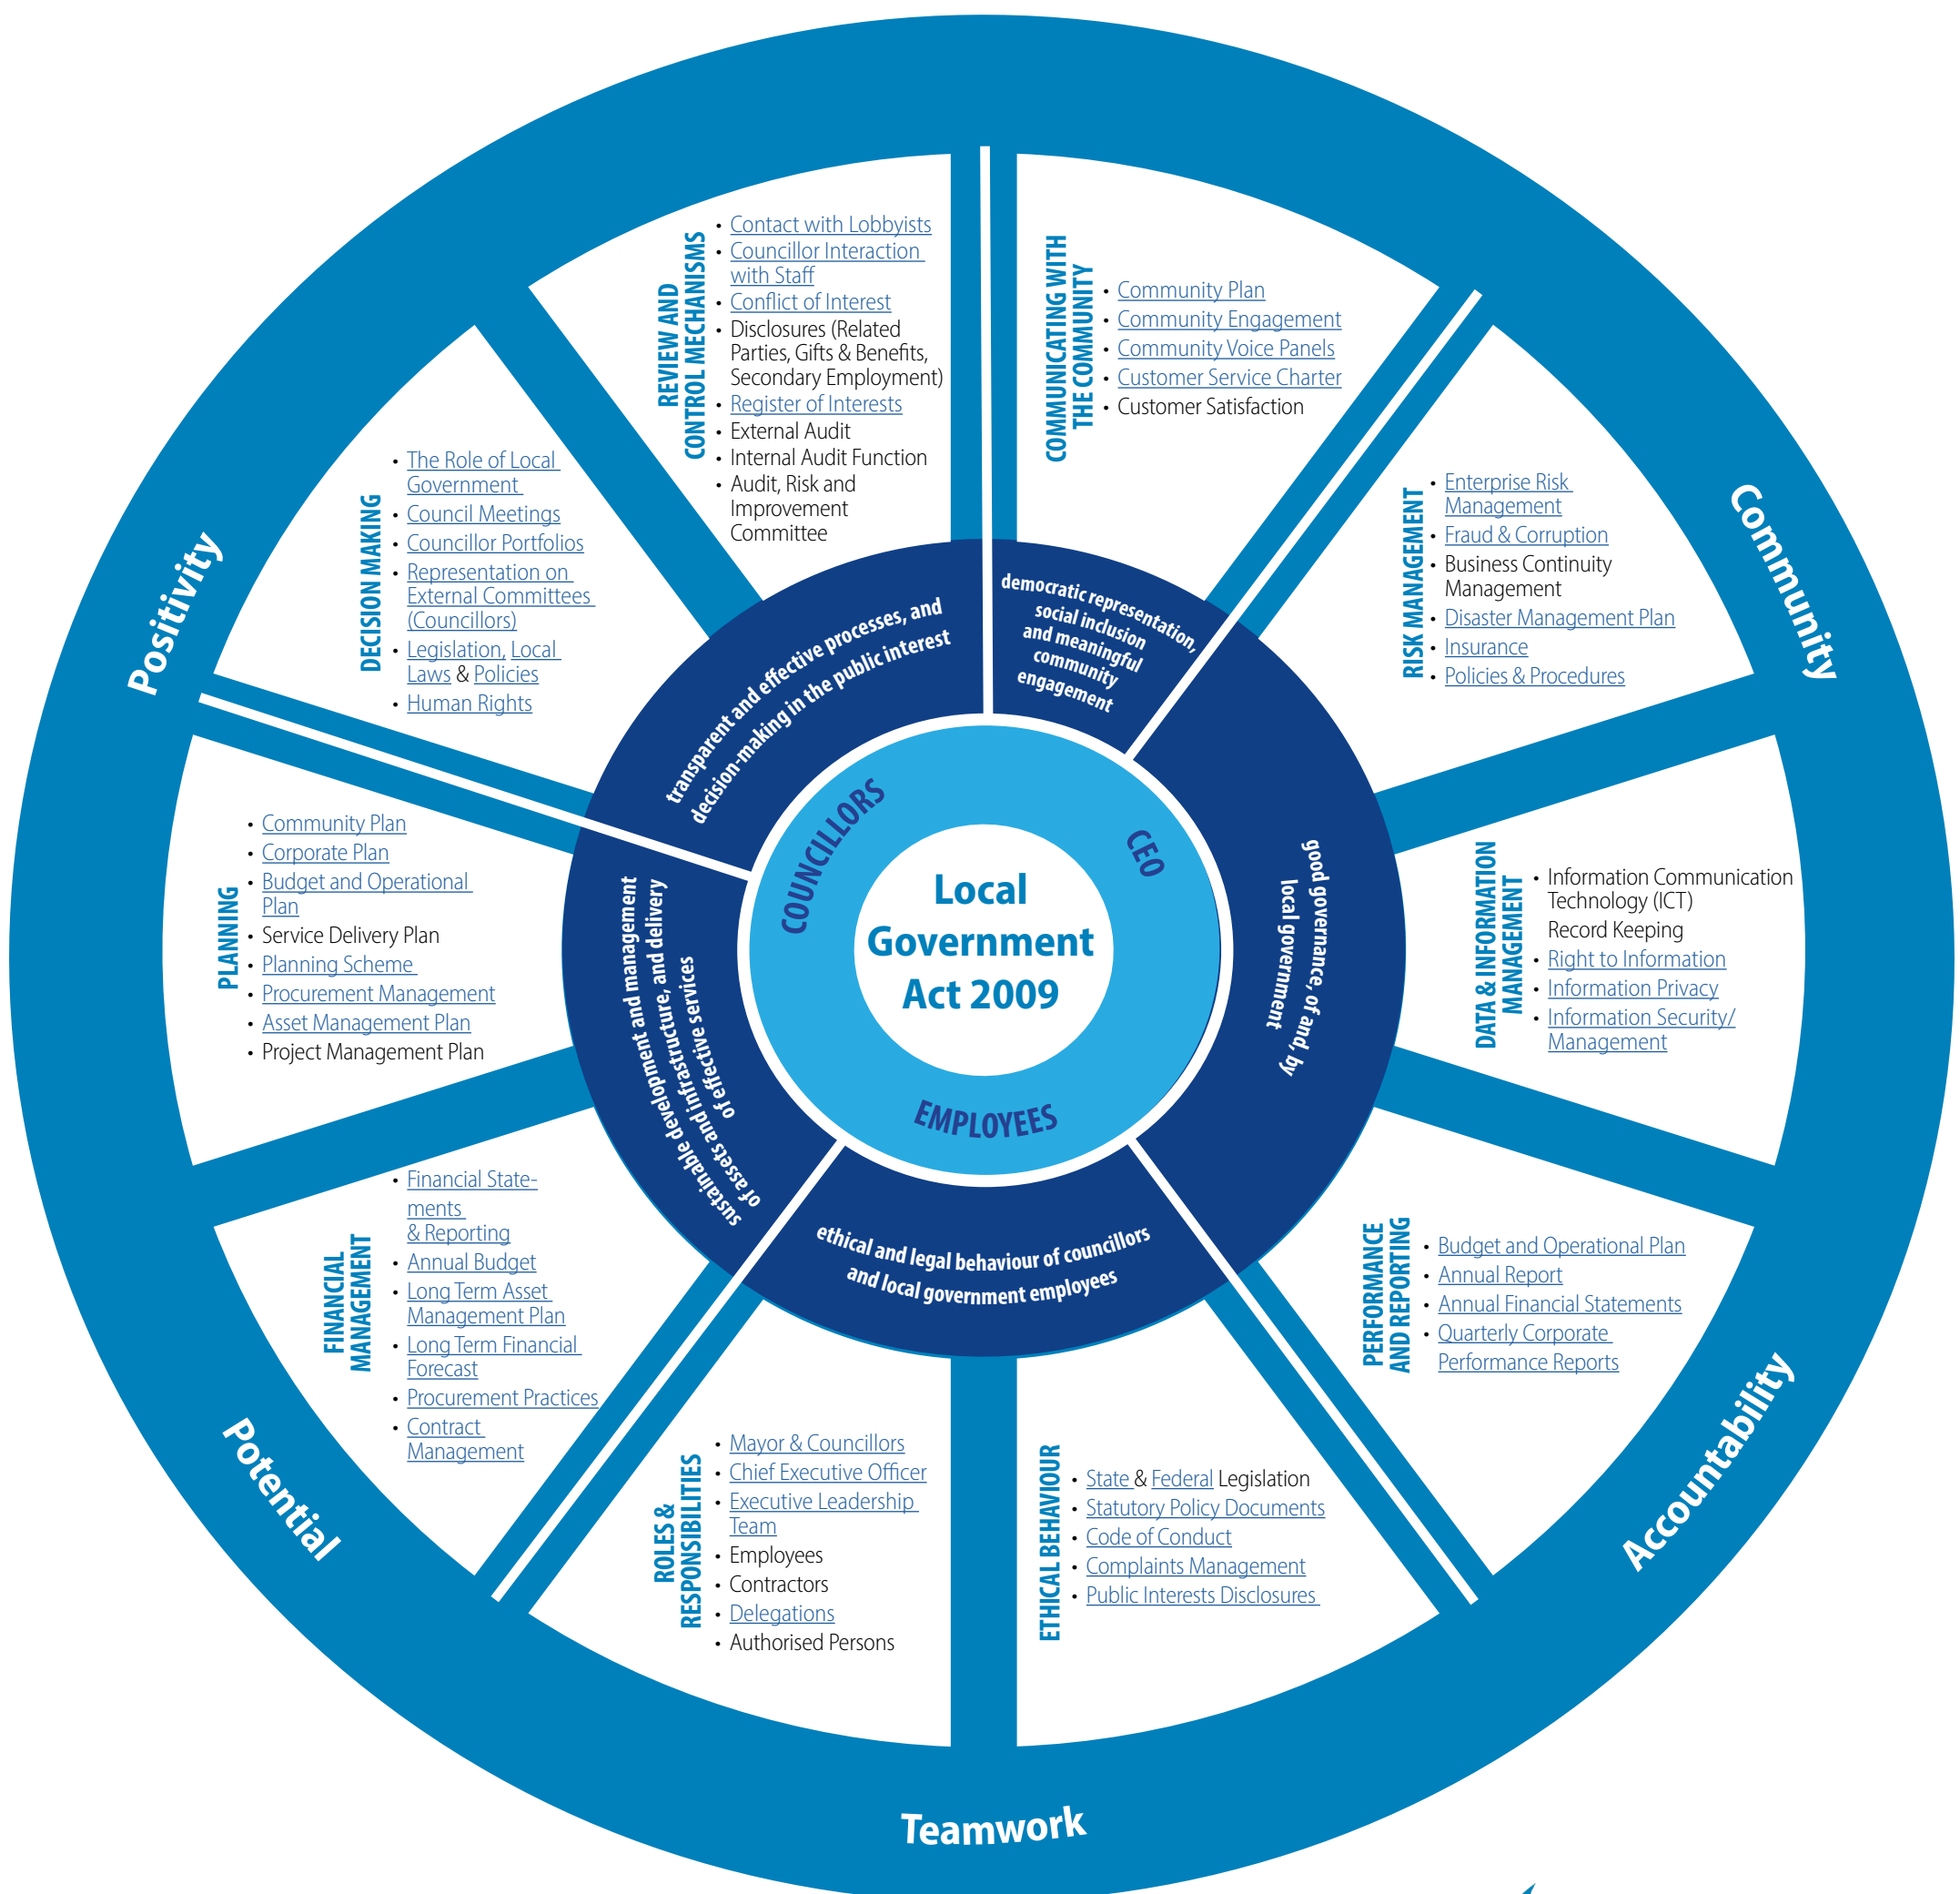 Local
Government
Act 2009
COUNCILLORS
CEO
EMPLOYEES
transparent and effective processes, and
decision-making in the public interest
democratic representation,
social inclusion
and meaningful
community
engagement
good governance, of and, by
local government
ethical and legal behaviour of councillors
and local government employees
sustainable development and management
of assets and infrastructure, and delivery
of effective services
REVIEW AND
CONTROL MECHANISMS
• Contact with Lobbyists
• Councillor Interaction
with Staff
• Conflict of Interest
• Disclosures (Related
Parties, Gifts & Benefits,
Secondary Employment)
• Register of Interests
• External Audit
• Internal Audit Function
• Audit, Risk and
Improvement
Committee
COMMUNICATING WITH
THE COMMUNITY
• Community Plan
• Community Engagement
• Community Voice Panels
• Customer Service Charter
• Customer Satisfaction
RISK MANAGEMENT
• Enterprise Risk
Management
• Fraud & Corruption
• Business Continuity
Management
• Disaster Management Plan
• Insurance
• Policies & Procedures
DATA & INFORMATION
MANAGEMENT
• Information Communication
Technology (ICT)
Record Keeping
• Right to Information
• Information Privacy
• Information Security/
Management
PERFORMANCE
AND REPORTING
• Budget and Operational Plan
• Annual Report
• Annual Financial Statements
• Quarterly Corporate
Performance Reports
ETHICAL BEHAVIOUR
• State & Federal Legislation
• Statutory Policy Documents
• Code of Conduct
• Complaints Management
• Public Interests Disclosures
ROLES &
RESPONSIBILITIES
• Mayor & Councillors
• Chief Executive Officer
• Executive Leadership
Team
• Employees
• Contractors
• Delegations
• Authorised Persons
FINANCIAL
MANAGEMENT
• Financial State-
ments
& Reporting
• Annual Budget
• Long Term Asset
Management Plan
• Long Term Financial
Forecast
• Procurement Practices
• Contract
Management
PLANNING
• Community Plan
• Corporate Plan
• Budget and Operational
Plan
• Service Delivery Plan
• Planning Scheme
• Procurement Management
• Asset Management Plan
• Project Management Plan
DECISION MAKING
• The Role of Local
Government
• Council Meetings
• Councillor Portfolios
• Representation on
External Committees
(Councillors)
• Legislation, Local
Laws & Policies
• Human Rights
Positivity
Community
Accountability
Teamwork
Potential